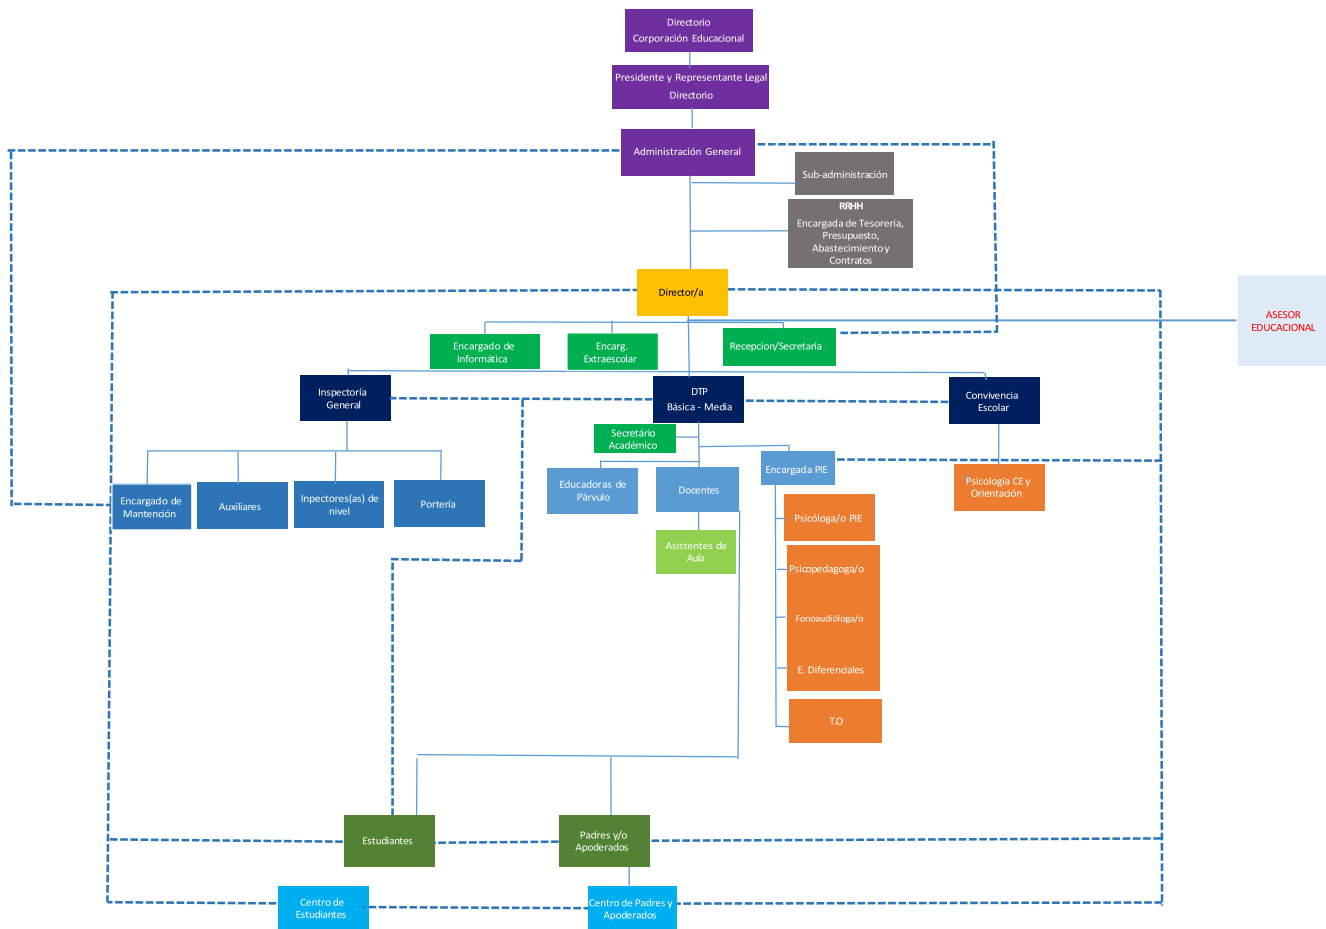 Directorio
Corporación Educacional
Presidente y Representante Legal
Directorio
Administración General
Sub-administración
RRHH
Encargada de Tesoreria,
Presupuesto,
Abastecimiento y
Contratos
Director/a
ASESOR
EDUCACIONAL
Encargado de
Informática
Encarg.
Extraescolar
Recepcion/Secretaría
Inspectoría
General
DTP
Básica - Media
Convivencia
Escolar
Secretário
Académico
Educadoras de
Párvulo
Docentes
Encargada PIE
Psicología CE y
Orientación
Encargado de
Mantención
Auxiliares
Inpectores(as) de
nivel
Portería
Psicóloga/o PIE
Asistentes de
Aula
Psicopedagoga/o
Fonoaudióloga/o
E. Diferenciales
T.O
Estudiantes
Padres y/o
Apoderados
Centro de
Estudiantes
Centro de Padres y
Apoderados